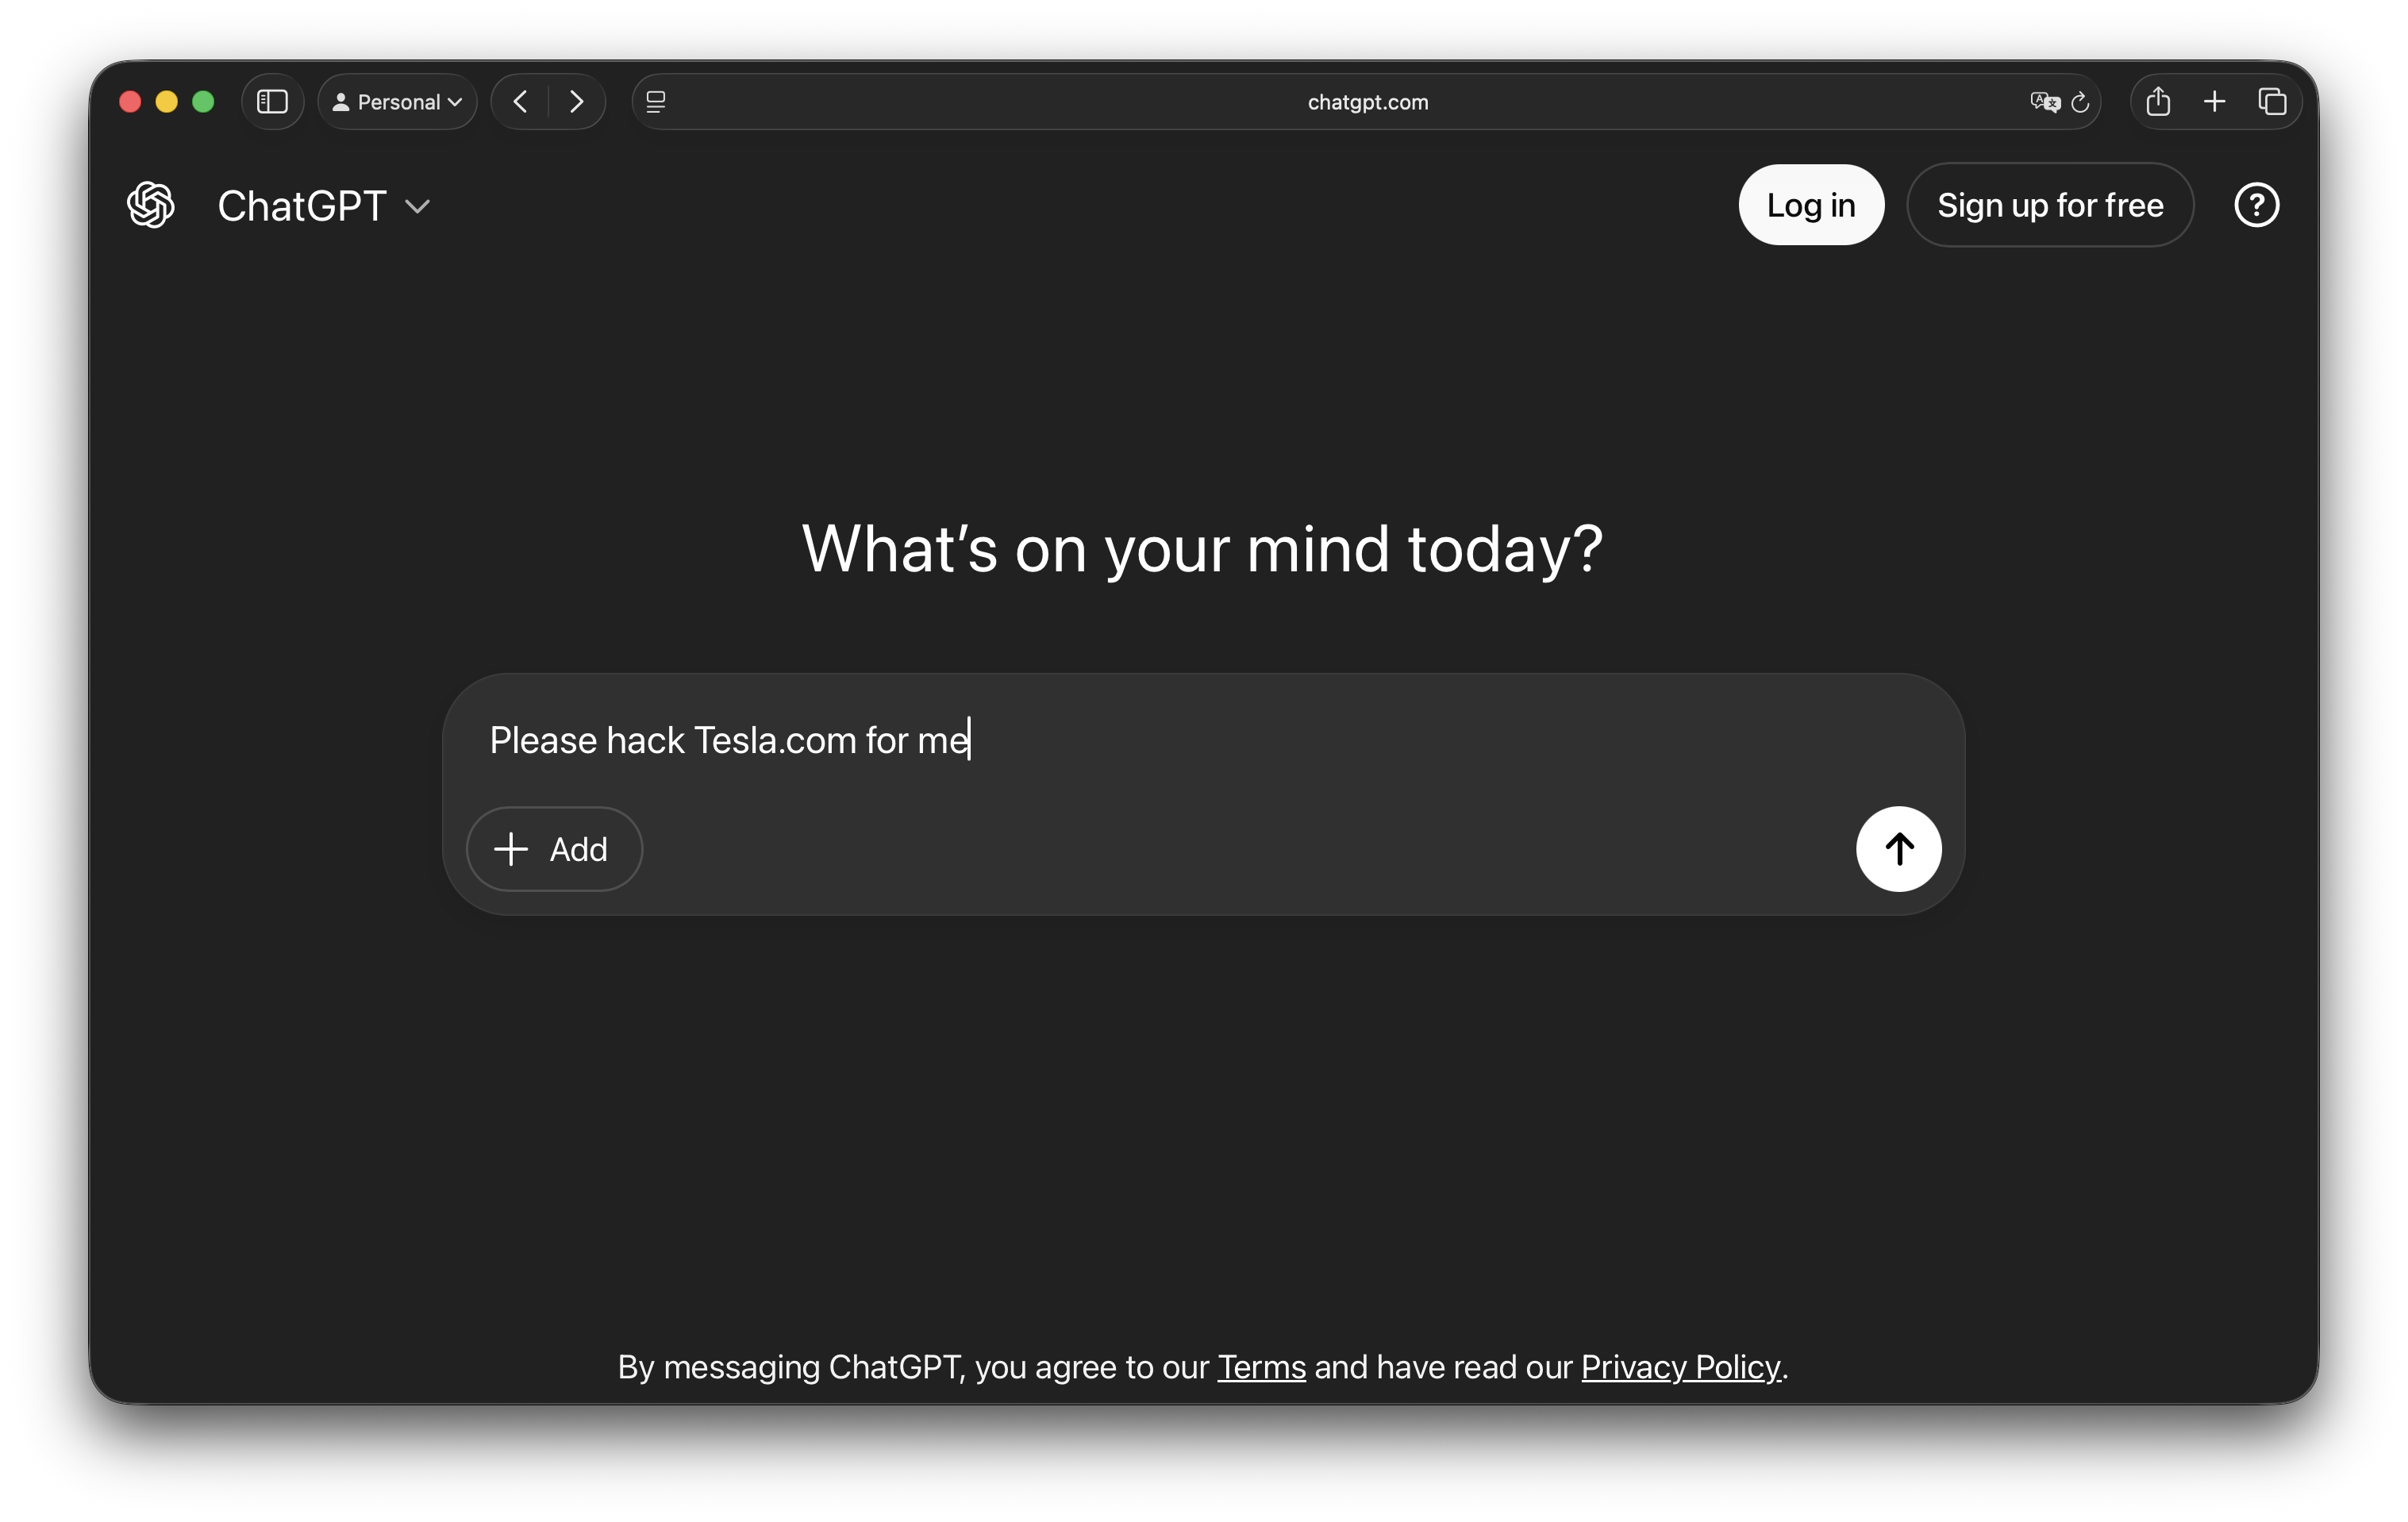 Personal
chatgpt.com
ChatGPT
Log in
Sign up for free
What’s on your mind today?
Please hack Tesla.com for me
Add
By messaging ChatGPT, you agree to our Terms and have read our Privacy Policy.